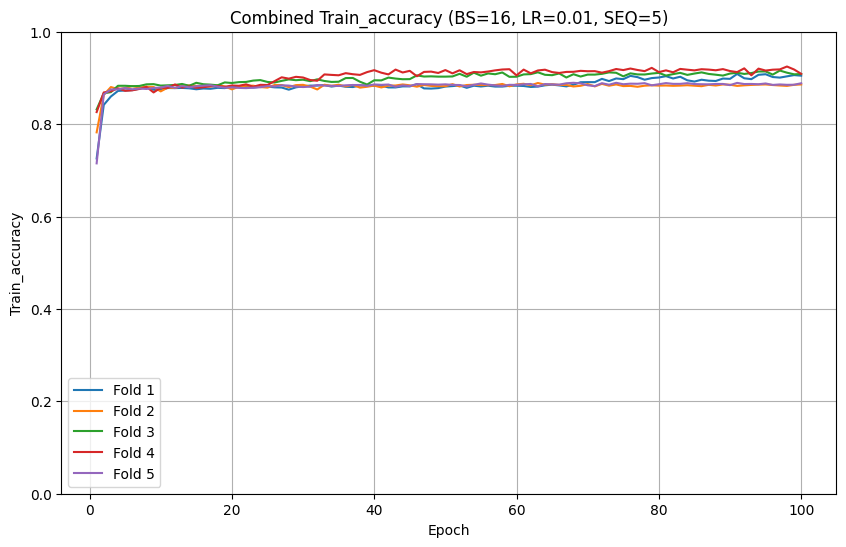 Combined Train_accuracy (BS=16, LR=0.01, SEQ=5)
Train_accuracy
1.0
0.8
0.6
0.4
0.2
0.0
Fold 1
Fold 2
Fold 3
Fold 4
Fold 5
0 20 40 60 80 100
Epoch